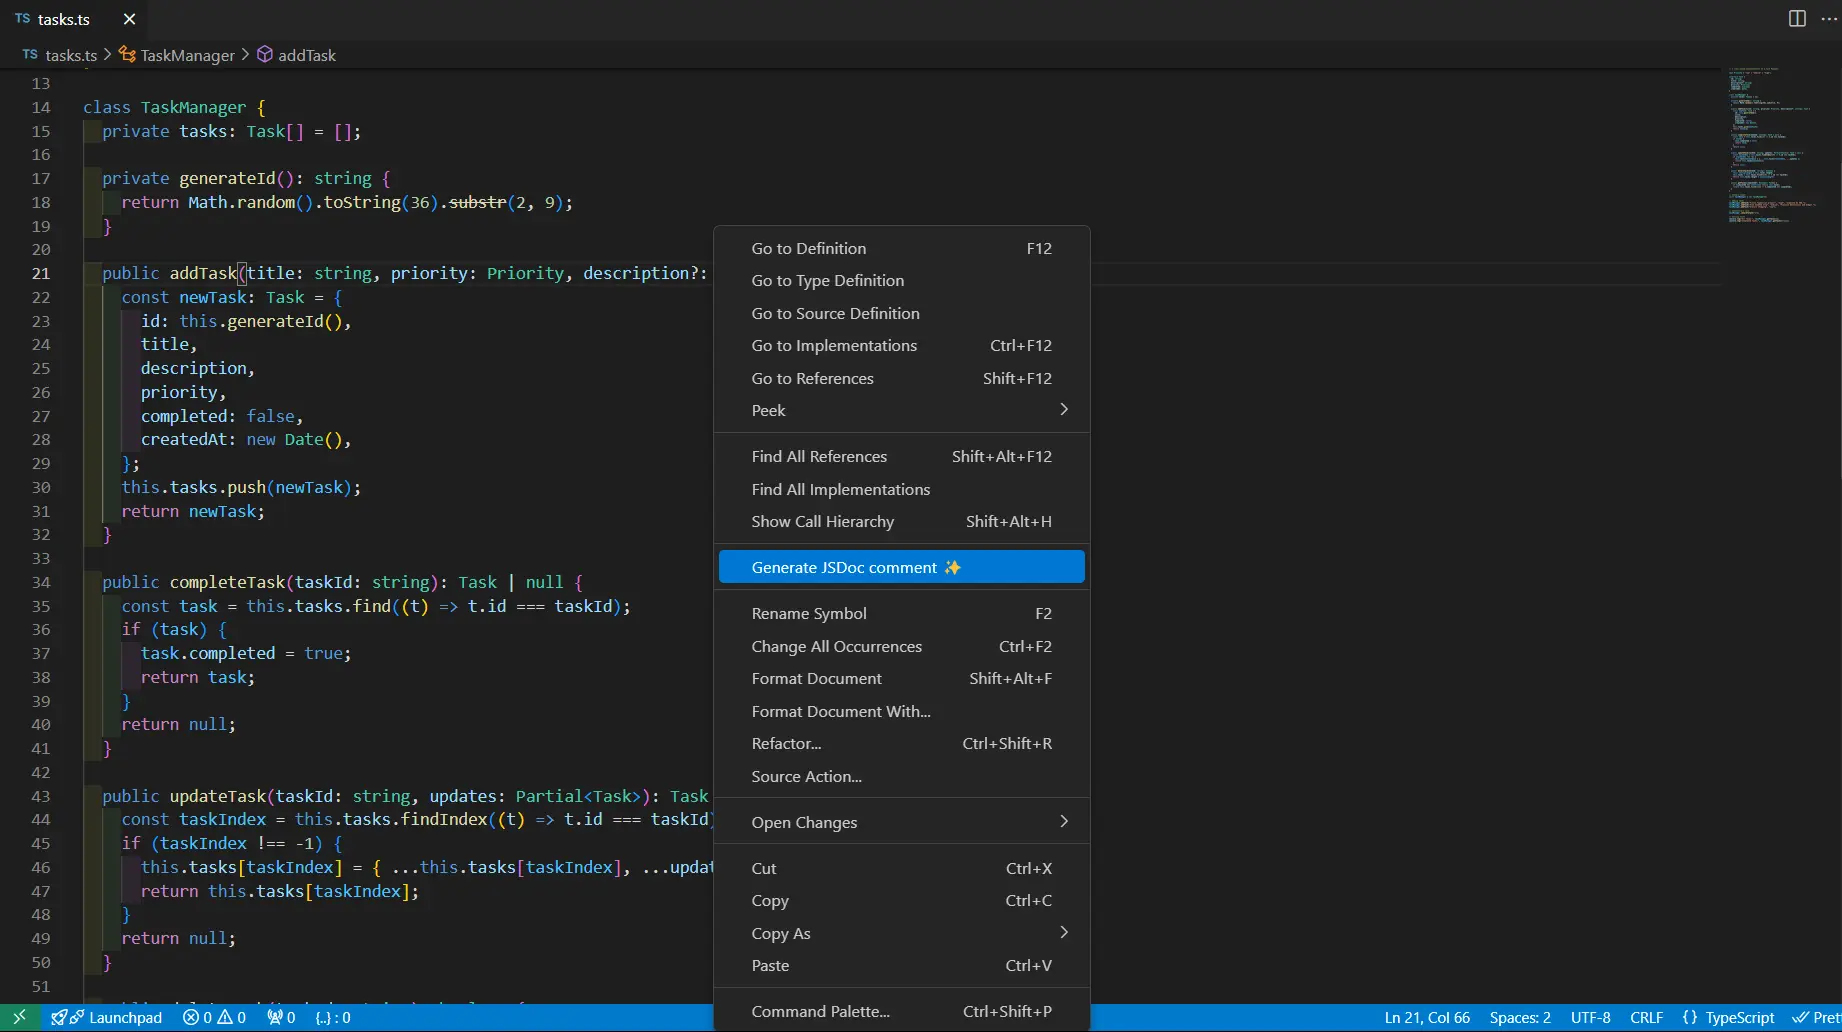 TS tasks.ts
TS tasks.ts > TaskManager > addTask
13
14 class TaskManager {
15 private tasks: Task[] = [];
16
17 private generateId(): string {
18 return Math.random().toString(36).substr(2, 9);
19 }
20
21 public addTask(title: string, priority: Priority, description?:
22 const newTask: Task = {
23 id: this.generateId(),
24 title,
25 description,
26 priority,
27 completed: false,
28 createdAt: new Date(),
29 };
30 this.tasks.push(newTask);
31 return newTask;
32 }
33
34 public completeTask(taskId: string): Task | null {
35 const task = this.tasks.find((t) => t.id === taskId);
36 if (task) {
37 task.completed = true;
38 return task;
39 }
40 return null;
41 }
42
43 public updateTask(taskId: string, updates: Partial<Task>): Task
44 const taskIndex = this.tasks.findIndex((t) => t.id === taskId)
45 if (taskIndex !== -1) {
46 this.tasks[taskIndex] = { ...this.tasks[taskIndex], ...updat
47 return this.tasks[taskIndex];
48 }
49 return null;
50 }
51
Go to Definition F12
Go to Type Definition
Go to Source Definition
Go to Implementations Ctrl+F12
Go to References Shift+F12
Peek
Find All References Shift+Alt+F12
Find All Implementations
Show Call Hierarchy Shift+Alt+H
Generate JSDoc comment ✨
Rename Symbol F2
Change All Occurrences Ctrl+F2
Format Document Shift+Alt+F
Format Document With...
Refactor... Ctrl+Shift+R
Source Action...
Open Changes
Cut Ctrl+X
Copy Ctrl+C
Copy As
Paste Ctrl+V
Command Palette... Ctrl+Shift+P
Launchpad 0 0 0 {..} : 0
Ln 21, Col 66 Spaces: 2 UTF-8 CRLF {} TypeScript Pret